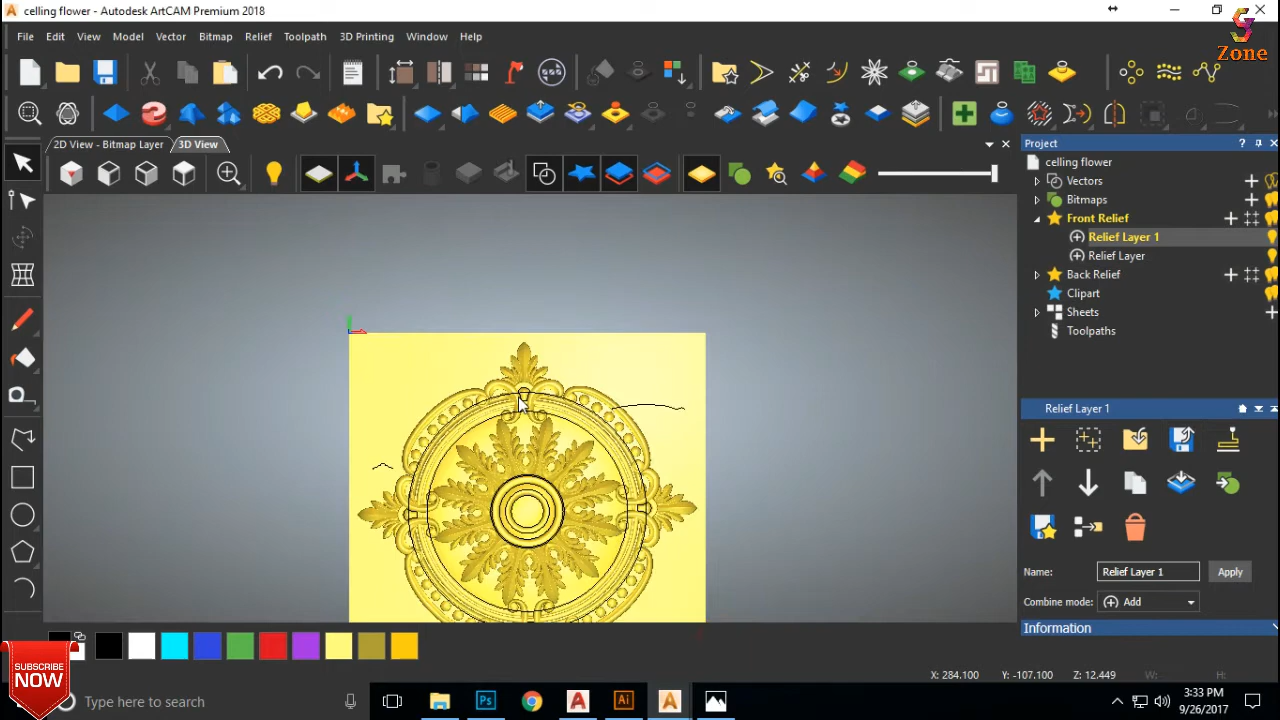 celling flower - Autodesk ArtCAM Premium 2018
Zone
File Edit View Model Vector Bitmap Relief Toolpath 3D Printing Window Help
2D View - Bitmap Layer 3D View
Project
celling flower
Vectors
Bitmaps
Front Relief
Relief Layer 1
Relief Layer
Back Relief
Clipart
Sheets
Toolpaths
Relief Layer 1
Name: Relief Layer 1 Apply
Combine mode: Add
Information
X: 284.100 Y: -107.100 Z: 12.449 W: H:
SUBSCRIBE
NOW
Type here to search
3:33 PM
9/26/2017